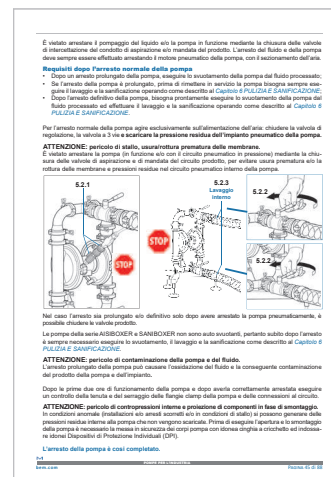 È vietato arrestare il pompaggio del liquido e/o la pompa in funzione mediante la chiusura delle valvole
di intercettazione del condotto di aspirazione e/o mandata del prodotto. L'arresto del fluido e della pompa
deve sempre essere effettuato arrestando il motore pneumatico della pompa, con il sezionamento dell'aria.
Requisiti dopo l'arresto normale della pompa
• Dopo un arresto prolungato della pompa, eseguire lo svuotamento della pompa dal fluido processato;
• Se l'arresto della pompa è prolungato, prima di rimettere in servizio la pompa bisogna sempre ese-
guire il lavaggio e la sanificazione operando come descritto al Capitolo 6 PULIZIA E SANIFICAZIONE;
• Dopo l'arresto definitivo della pompa, bisogna prontamente eseguire lo svuotamento della pompa dal
fluido processato ed effettuare il lavaggio e la sanificazione operando come descritto al Capitolo 6
PULIZIA E SANIFICAZIONE.
Per l'arresto normale della pompa agire esclusivamente sull'alimentazione dell'aria: chiudere la valvola di
regolazione, la valvola a 3 vie e scaricare la pressione residua dell'impianto pneumatico della pompa.
ATTENZIONE: pericolo di stallo, usura/rottura prematura delle membrane.
È vietato arrestare la pompa (in funzione e/o con il circuito pneumatico in pressione) mediante la chiu-
sura delle valvole di aspirazione e di mandata del circuito prodotto, per evitare usura prematura e/o la
rottura delle membrane e pressioni residue nel circuito pneumatico interno della pompa.
5.2.1
STOP
5.2.3
Lavaggio
interno
STOP
5.2.2
5.2.2
Nel caso l'arresto sia prolungato e/o definitivo solo dopo avere arrestato la pompa pneumaticamente, è
possibile chiudere le valvole prodotto.
Le pompe della serie AISIBOXER e SANIBOXER non sono auto svuotanti, pertanto subito dopo l'arresto
è sempre necessario eseguire lo svuotamento, il lavaggio e la sanificazione come descritto al Capitolo 6
PULIZIA E SANIFICAZIONE.
ATTENZIONE: pericolo di contaminazione della pompa e del fluido.
L'arresto prolungato della pompa può causare l'ossidazione del fluido e la conseguente contaminazione
del prodotto della pompa e dell'impianto.
Dopo le prime due ore di funzionamento della pompa e dopo averla correttamente arrestata eseguire
un controllo della tenuta e del serraggio delle flange clamp della pompa e delle connessioni al circuito.
ATTENZIONE: pericolo di contropressioni interne e proiezione di componenti in fase di smontaggio.
In condizioni anomale (installazioni e/o arresti scorretti e/o in condizioni di stallo) si possono generare delle
pressioni residue interne alla pompa che non vengono scaricate. Prima di eseguire l'apertura e lo smontaggio
della pompa è necessario la messa in sicurezza dei corpi pompa con idonea cinghia a cricchetto ed indossa-
re idonei Dispositivi di Protezione Individuali (DPI).
L'arresto della pompa è così completato.
POMPE PER L'INDUSTRIA